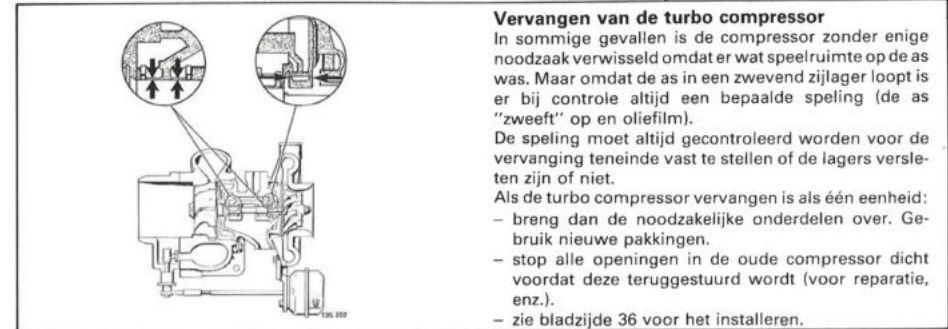 Vervangen van de turbo compressor
In sommige gevallen is de compressor zonder enige
noodzaak verwisseld omdat er wat speelruimte op de as
was. Maar omdat de as in een zwevend zijlager loopt is
er bij controle altijd een bepaalde speling (de as
"zweeft" op en oliefilm).
De speling moet altijd gecontroleerd worden voor de
vervanging teneinde vast te stellen of de lagers versle-
ten zijn of niet.
Als de turbo compressor vervangen is als één eenheid:
– breng dan de noodzakelijke onderdelen over. Ge-
bruik nieuwe pakkingen.
– stop alle openingen in de oude compressor dicht
voordat deze teruggestuurd wordt (voor reparatie,
enz.).
– zie bladzijde 36 voor het installeren.
135 202